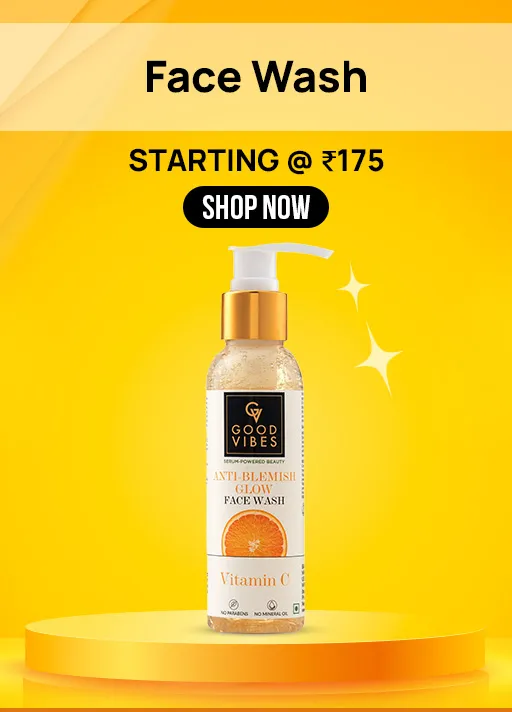 Face Wash
STARTING @ ₹175
SHOP NOW
GV
GOOD
VIBES
SERUM-POWERED BEAUTY
ANTI-BLEMISH
GLOW
FACE WASH
Vitamin C
NO PARABENS NO MINERAL OIL